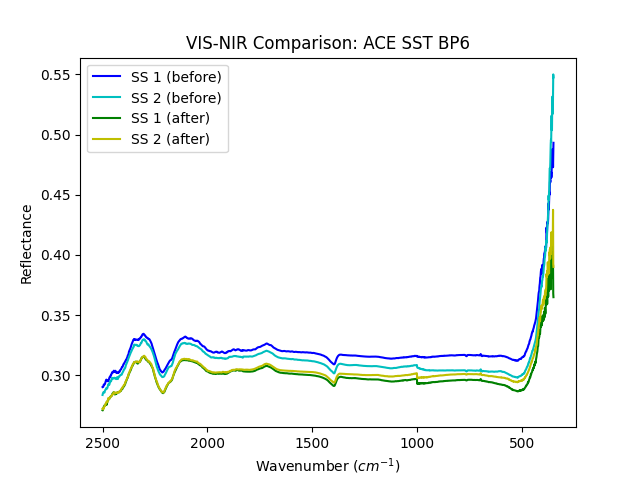 VIS-NIR Comparison: ACE SST BP6
SS 1 (before)
SS 2 (before)
SS 1 (after)
SS 2 (after)
0.55
0.50
0.45
0.40
0.35
0.30
Reflectance
2500 2000 1500 1000 500
Wavenumber (cm⁻¹)